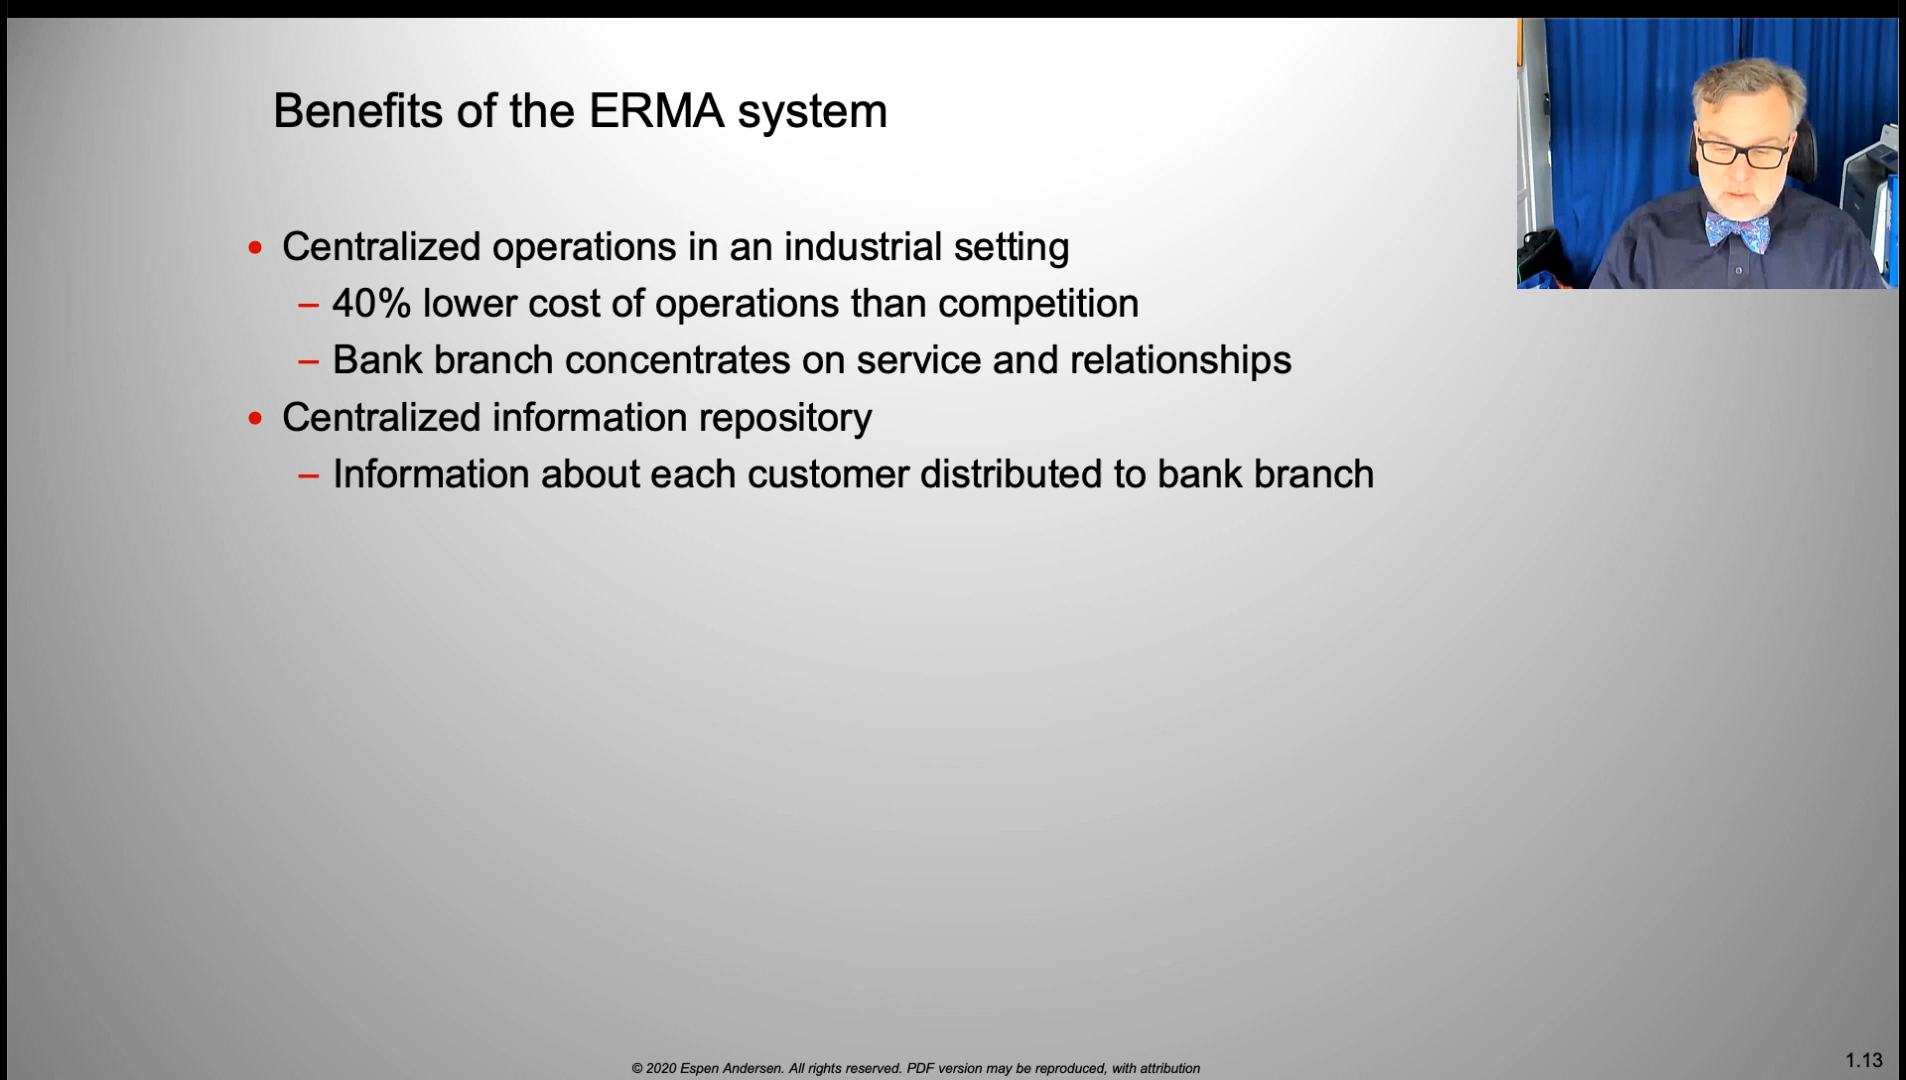 Benefits of the ERMA system
• Centralized operations in an industrial setting
– 40% lower cost of operations than competition
– Bank branch concentrates on service and relationships
• Centralized information repository
– Information about each customer distributed to bank branch
© 2020 Espen Andersen. All rights reserved. PDF version may be reproduced, with attribution
1.13